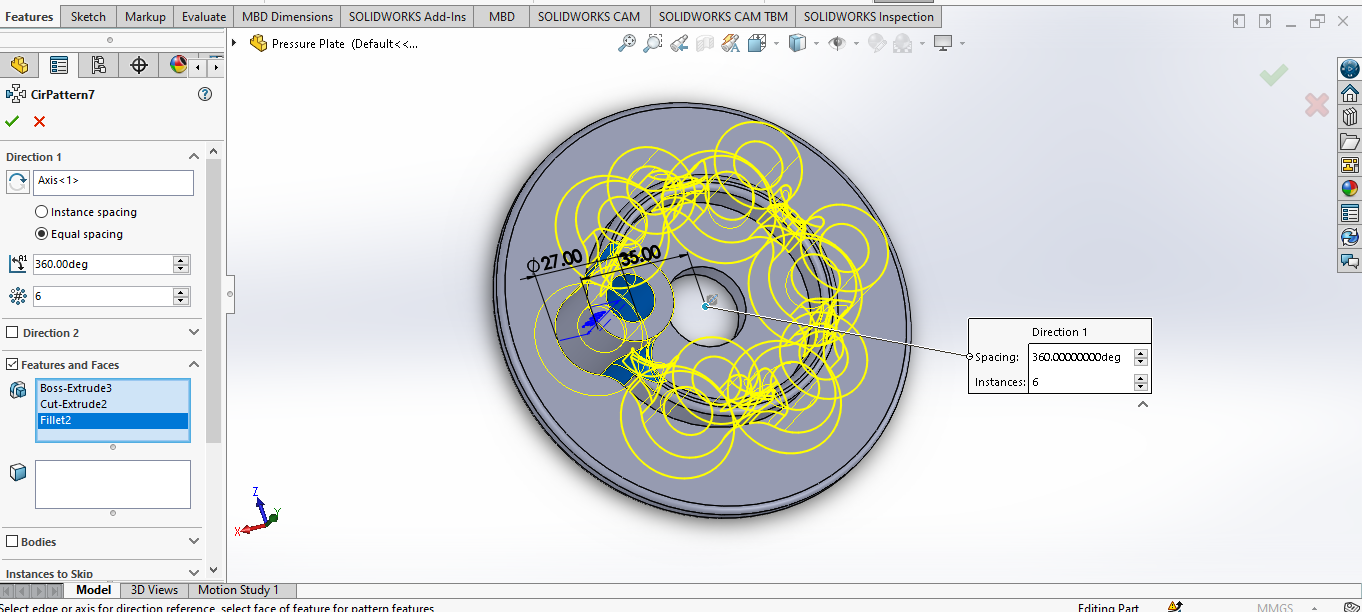 Features Sketch Markup Evaluate MBD Dimensions SOLIDWORKS Add-Ins MBD SOLIDWORKS CAM SOLIDWORKS CAM TBM SOLIDWORKS Inspection
Pressure Plate (Default<<...
CirPattern7
Direction 1
Axis<1>
Instance spacing
Equal spacing
360.00deg
6
Direction 2
Features and Faces
Boss-Extrude3
Cut-Extrude2
Fillet2
Bodies
Instances to Skip
Ø27.00
35.00
Direction 1
Spacing: 360.00000000deg
Instances: 6
Z
Y
X
Model 3D Views Motion Study 1
Select edge or axis for direction reference, select face of feature for pattern features
Editing Part MMGS